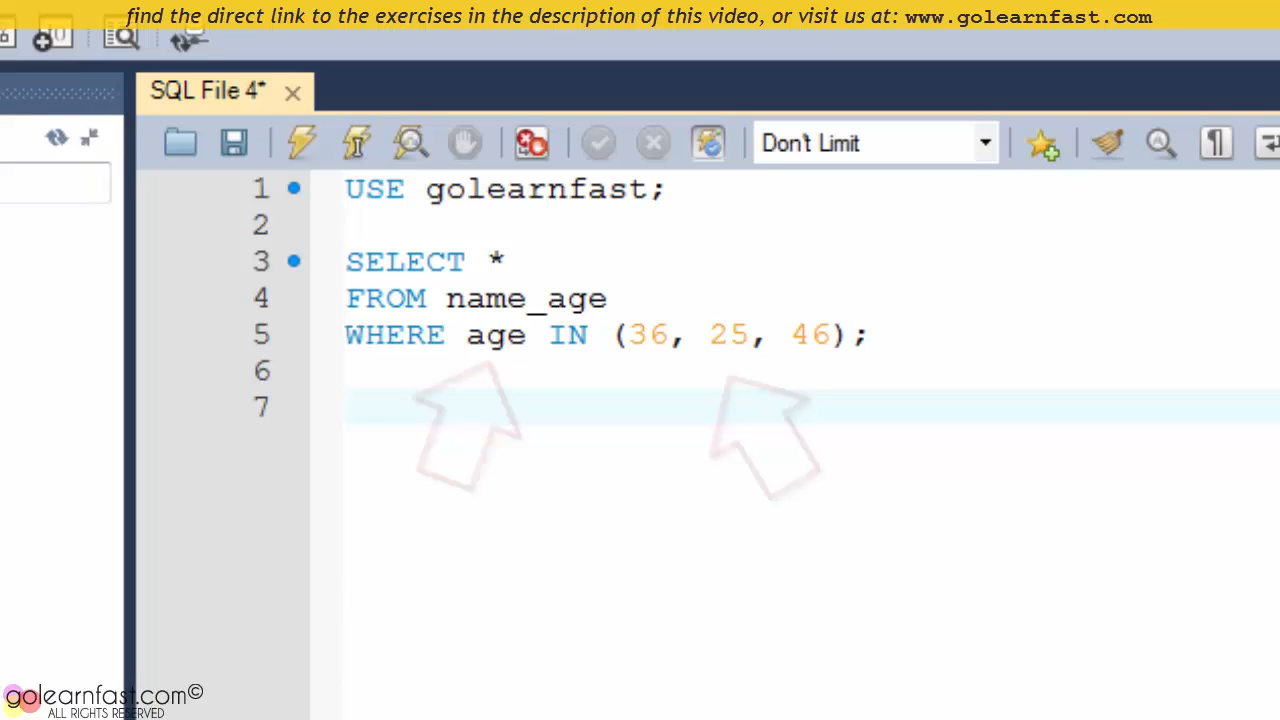 find the direct link to the exercises in the description of this video, or visit us at: www.golearnfast.com
SQL File 4*
Don't Limit
1 USE golearnfast;
2
3 SELECT *
4 FROM name_age
5 WHERE age IN (36, 25, 46);
6
7
golearnfast.com©
ALL RIGHTS RESERVED